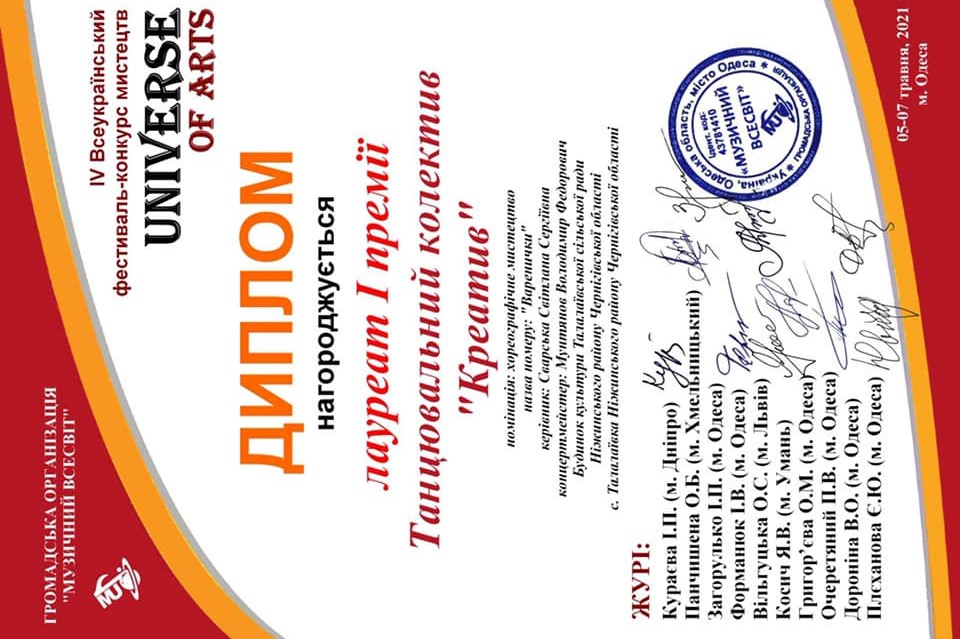 ГРОМАДСЬКА ОРГАНІЗАЦІЯ
"МУЗИЧНИЙ ВСЕСВІТ"
IV Всеукраїнський
фестиваль-конкурс мистецтв
UNIVERSE
OF ARTS
ДИПЛОМ
нагороджується
лауреат І премії
Танцювальний колектив
"Креатив"
номінація: хореографічне мистецтво
назва номеру: "Варенички"
керівник: Сварська Світлана Сергіївна
концертмейстер: Мучтянов Володимир Федорович
Будинок культури Талалаївської сільської ради
Ніжинського району Чернігівської області
с. Талалаївка Ніжинського району Чернігівської області
ЖУРІ:
Кураєва І.П. (м. Дніпро)
Панчишена О.Б. (м. Хмельницький)
Загорулько І.П. (м. Одеса)
Форманюк І.В. (м. Одеса)
Вільгуцька О.С. (м. Львів)
Косич Я.В. (м. Умань)
Григор’єва О.М. (м. Одеса)
Очеретяний П.В. (м. Одеса)
Дороніна В.О. (м. Одеса)
Плєханова Є.Ю. (м. Одеса)
Україна, Одеська область, місто Одеса
ГРОМАДСЬКА ОРГАНІЗАЦІЯ
Ідент. код:
43781410
«МУЗИЧНИЙ
ВСЕСВІТ»
05-07 травня, 2021
м. Одеса